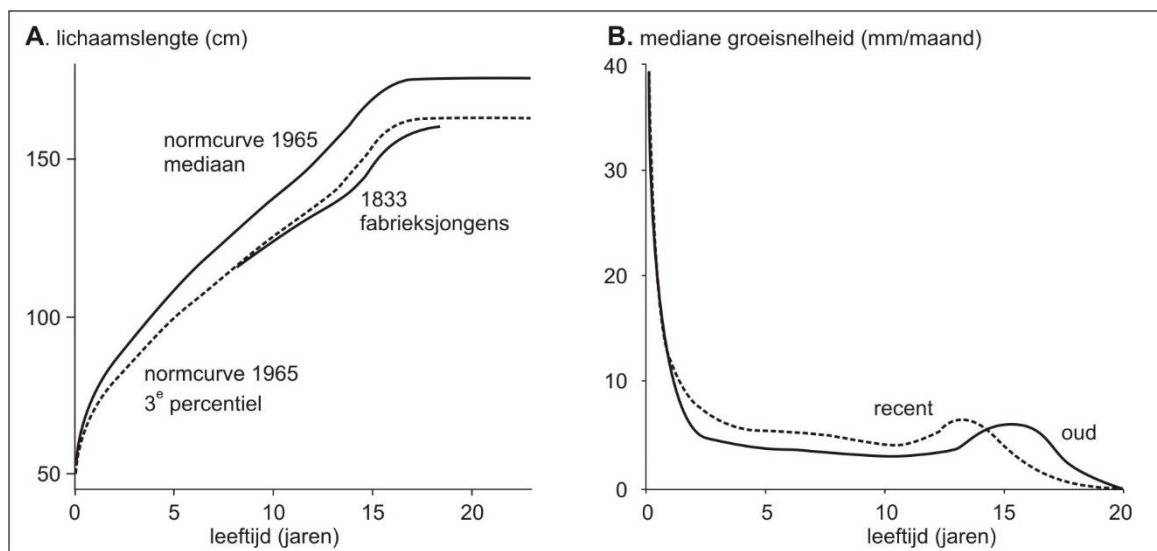 A. lichaamslengte (cm)
150
100
50
0
5
10
15
20
leeftijd (jaren)
normcurve 1965
mediaan
1833
fabrieksjongens
normcurve 1965
3e percentiel
B. mediane groeisnelheid (mm/maand)
40
30
20
10
0
0
5
10
15
20
leeftijd (jaren)
recent
oud